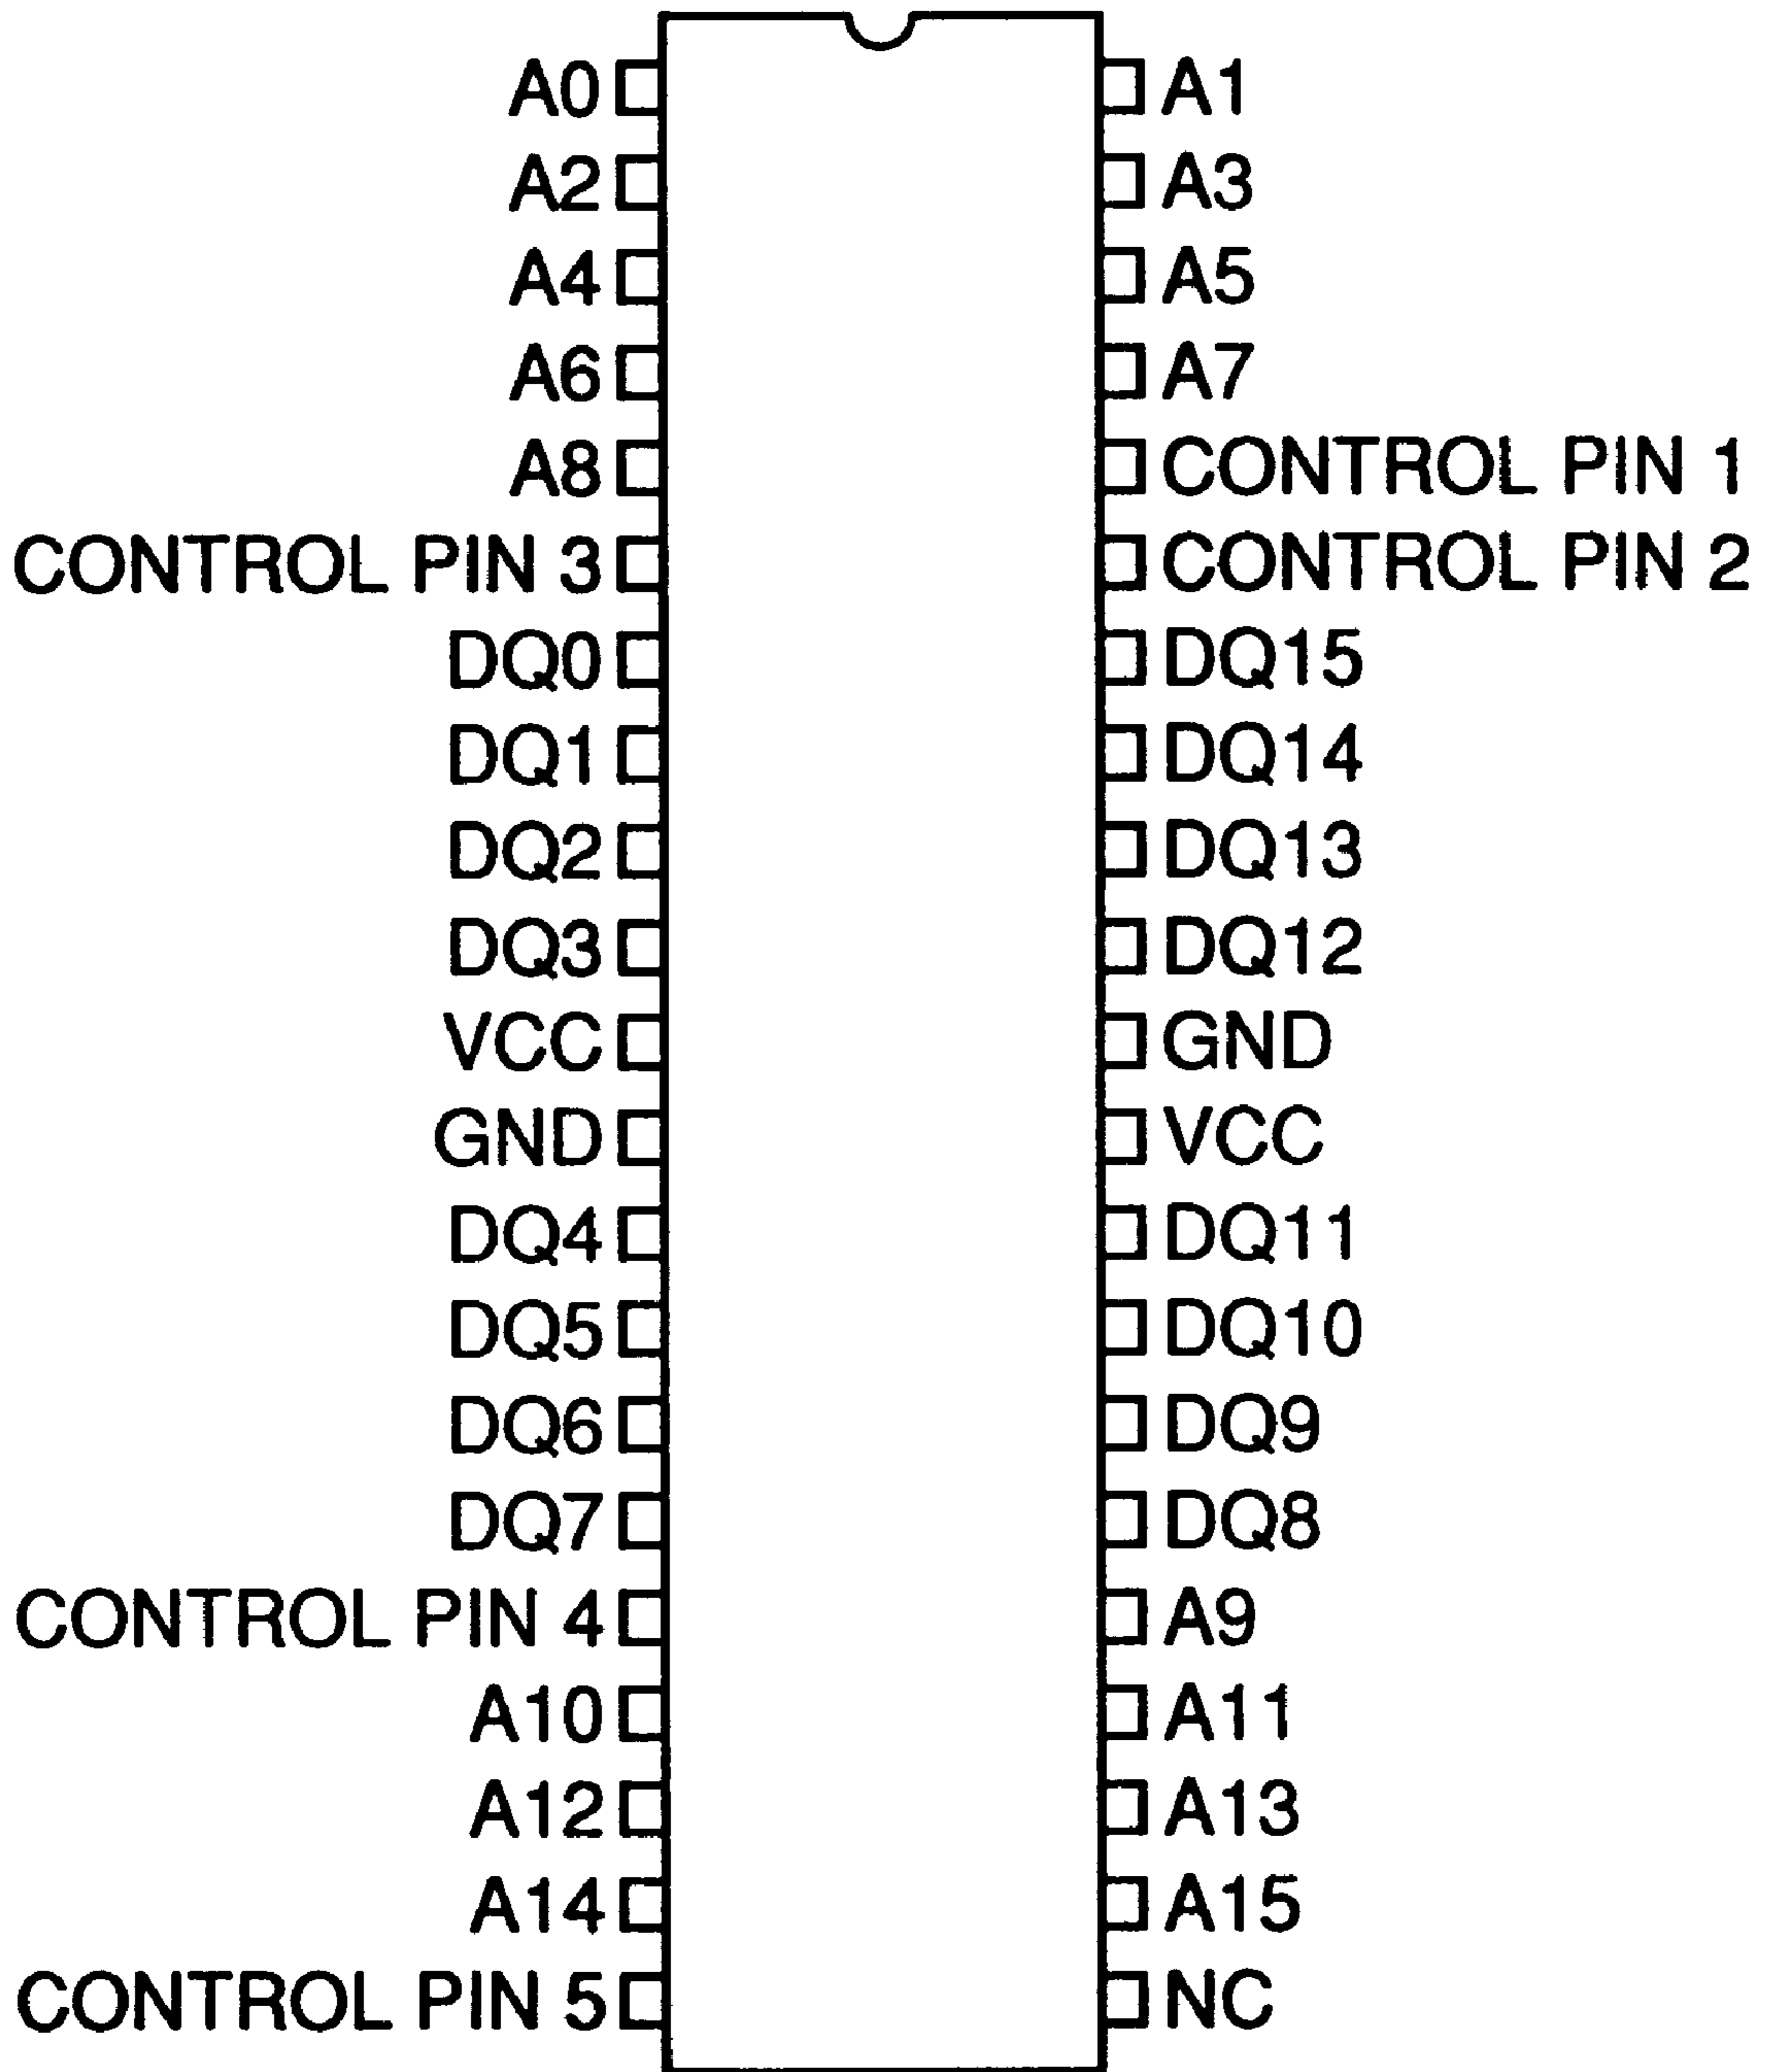 A0 A1
A2 A3
A4 A5
A6 A7
A8 CONTROL PIN 1
CONTROL PIN 3 CONTROL PIN 2
DQ0 DQ15
DQ1 DQ14
DQ2 DQ13
DQ3 DQ12
VCC GND
GND VCC
DQ4 DQ11
DQ5 DQ10
DQ6 DQ9
DQ7 DQ8
CONTROL PIN 4 A9
A10 A11
A12 A13
A14 A15
CONTROL PIN 5 NC